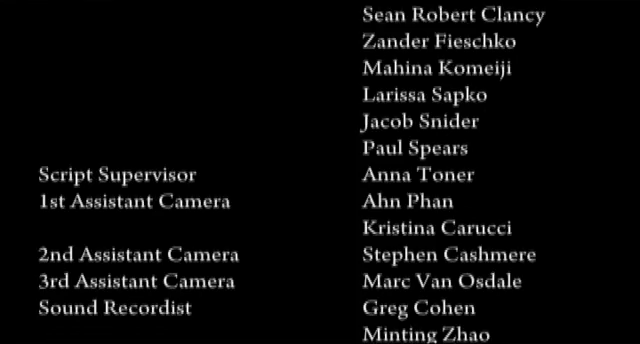 Sean Robert Clancy
Zander Fieschko
Mahina Komeiji
Larissa Sapko
Jacob Snider
Paul Spears
Script Supervisor Anna Toner
1st Assistant Camera Ahn Phan
Kristina Carucci
2nd Assistant Camera Stephen Cashmere
3rd Assistant Camera Marc Van Osdale
Sound Recordist Greg Cohen
Minting Zhao